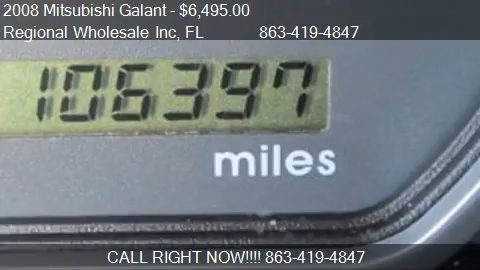 2008 Mitsubishi Galant - $6,495.00
Regional Wholesale Inc, FL 863-419-4847
106397
miles
CALL RIGHT NOW!!!! 863-419-4847